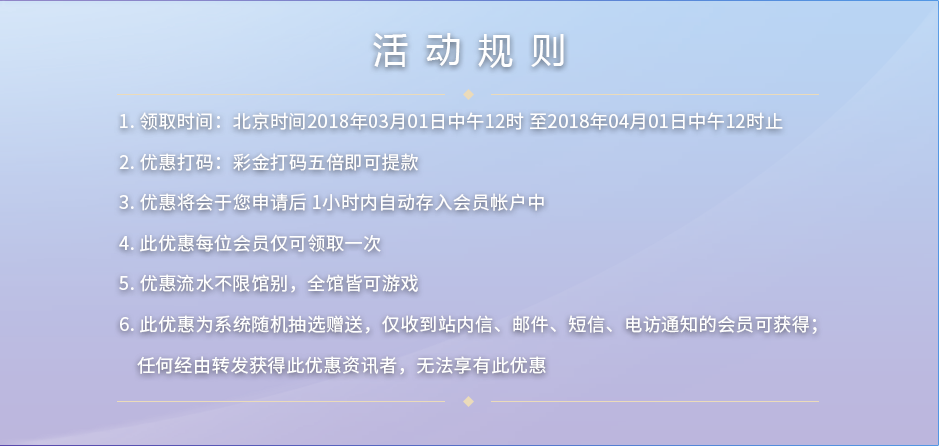 活动规则
1. 领取时间：北京时间2018年03月01日中午12时 至2018年04月01日中午12时止
2. 优惠打码：彩金打码五倍即可提款
3. 优惠将会于您申请后 1小时内自动存入会员帐户中
4. 此优惠每位会员仅可领取一次
5. 优惠流水不限馆别，全馆皆可游戏
6. 此优惠为系统随机抽选赠送，仅收到站内信、邮件、短信、电访通知的会员可获得；
任何经由转发获得此优惠资讯者，无法享有此优惠